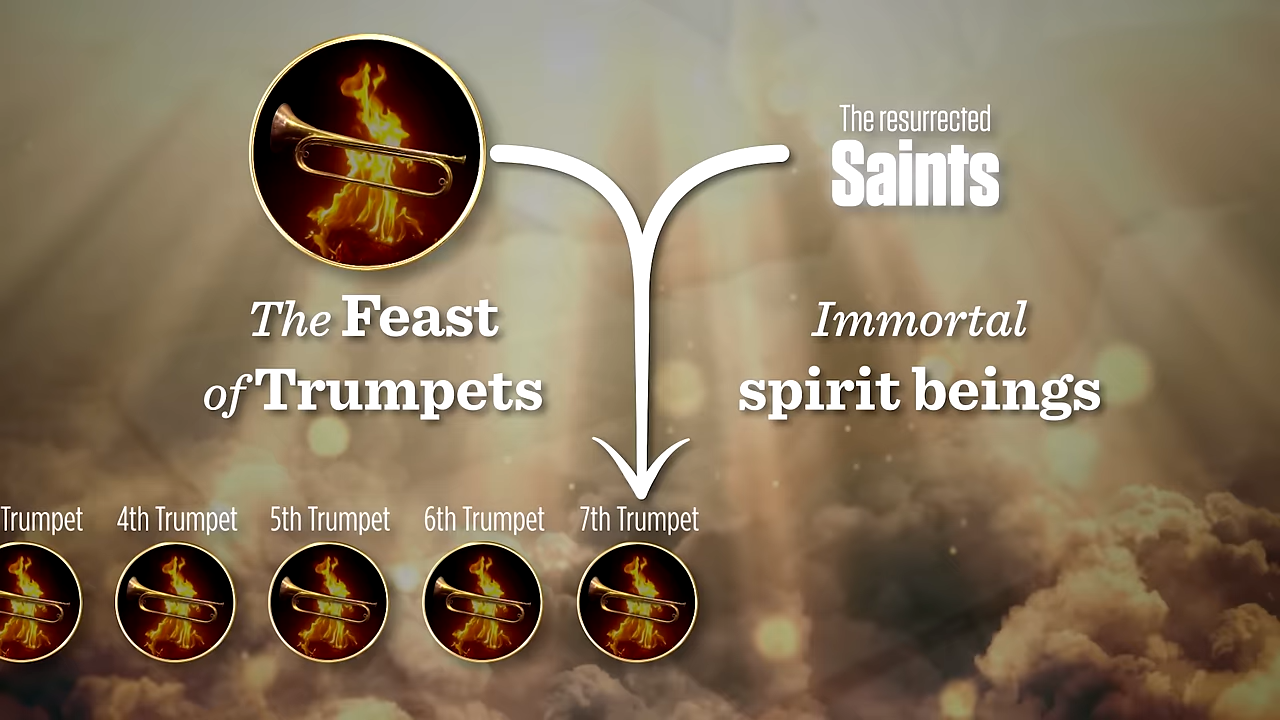 The resurrected
Saints
The Feast
of Trumpets
Immortal
spirit beings
Trumpet
4th Trumpet
5th Trumpet
6th Trumpet
7th Trumpet